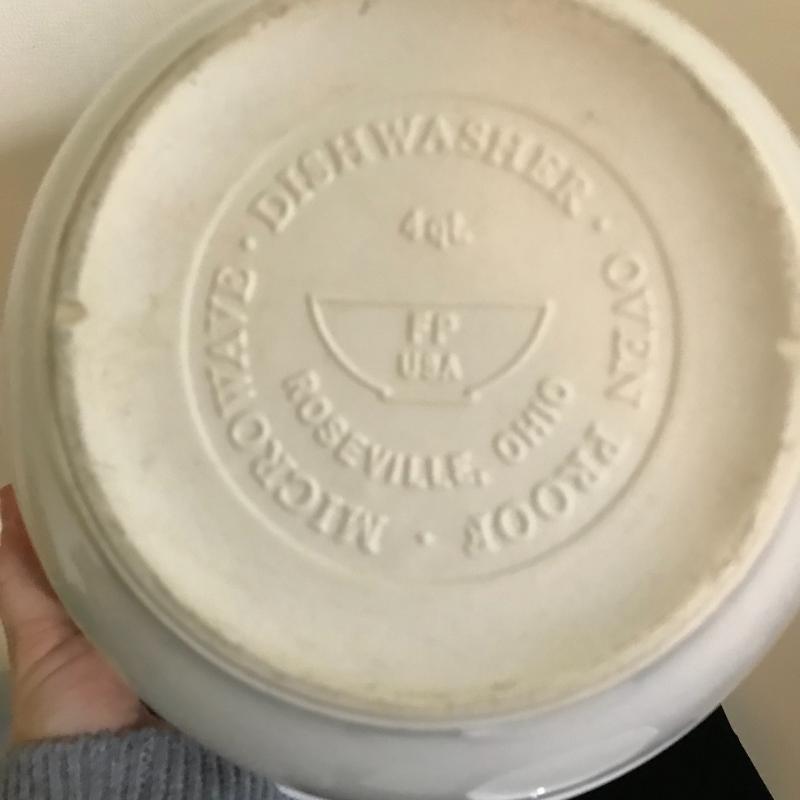 MICROWAVE · DISHWASHER · OVEN PROOF ·
4qt.
FP
USA
ROSEVILLE, OHIO